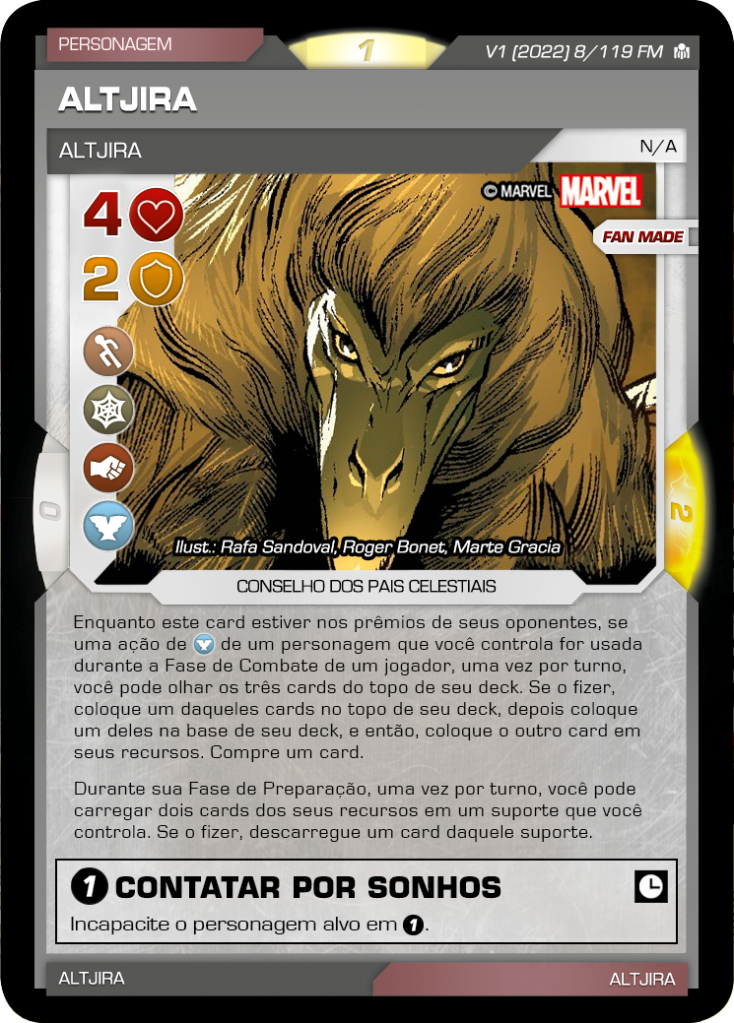 PERSONAGEM
1
V1 (2022) 8/119 FM
ALTJIRA
ALTJIRA
N/A
© MARVEL MARVEL
4
FAN MADE
2
0
2
Ilust.: Rafa Sandoval, Roger Bonet, Marte Gracia
CONSELHO DOS PAIS CELESTIAIS
Enquanto este card estiver nos prêmios de seus oponentes, se
uma ação de de um personagem que você controla for usada
durante a Fase de Combate de um jogador, uma vez por turno,
você pode olhar os três cards do topo de seu deck. Se o fizer,
coloque um daqueles cards no topo de seu deck, depois coloque
um deles na base de seu deck, e então, coloque o outro card em
seus recursos. Compre um card.
Durante sua Fase de Preparação, uma vez por turno, você pode
carregar dois cards dos seus recursos em um suporte que você
controla. Se o fizer, descarregue um card daquele suporte.
1 CONTATAR POR SONHOS
Incapacite o personagem alvo em 1.
ALTJIRA
ALTJIRA